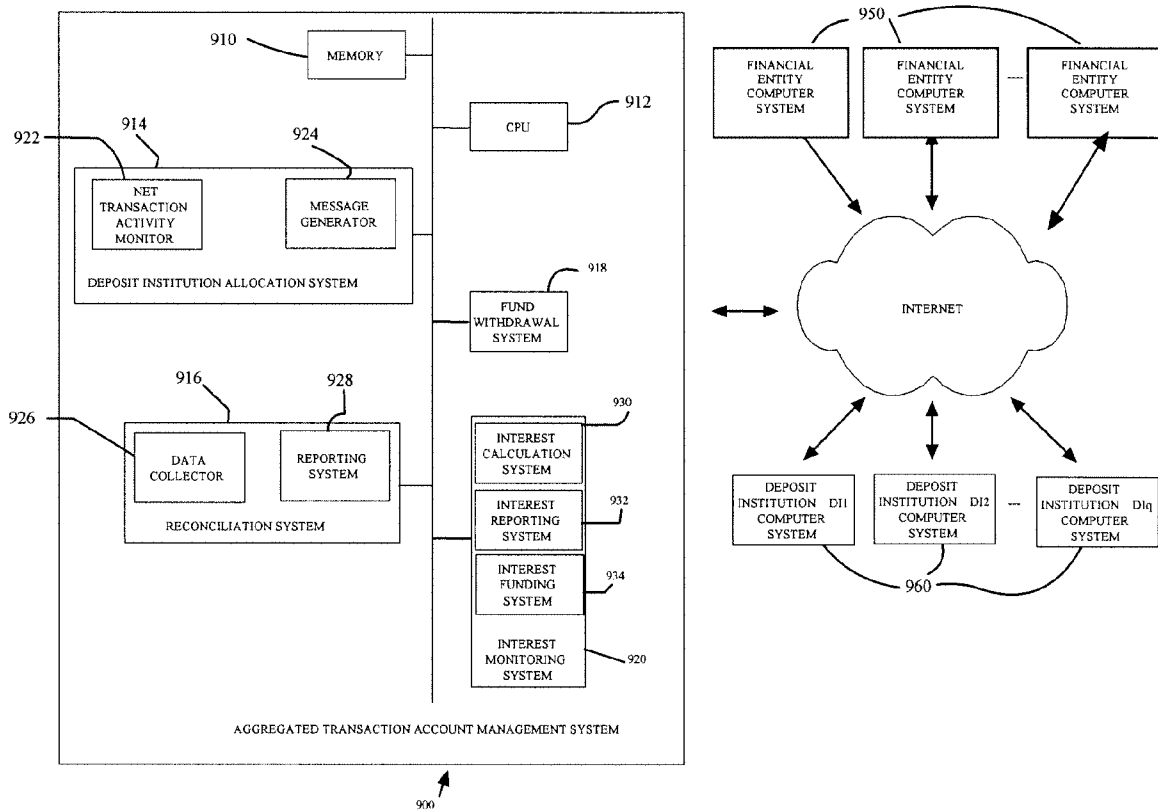 910
MEMORY
912
CPU
922
914
924
NET
TRANSACTION
ACTIVITY
MONITOR
MESSAGE
GENERATOR
DEPOSIT INSTITUTION ALLOCATION SYSTEM
918
FUND
WITHDRAWAL
SYSTEM
916
928
926
DATA
COLLECTOR
REPORTING
SYSTEM
RECONCILIATION SYSTEM
930
INTEREST
CALCULATION
SYSTEM
932
INTEREST
REPORTING
SYSTEM
934
INTEREST
FUNDING
SYSTEM
920
INTEREST
MONITORING
SYSTEM
AGGREGATED TRANSACTION ACCOUNT MANAGEMENT SYSTEM
900
950
FINANCIAL
ENTITY
COMPUTER
SYSTEM
FINANCIAL
ENTITY
COMPUTER
SYSTEM
FINANCIAL
ENTITY
COMPUTER
SYSTEM
INTERNET
DEPOSIT
INSTITUTION DI1
COMPUTER
SYSTEM
DEPOSIT
INSTITUTION DI2
COMPUTER
SYSTEM
DEPOSIT
INSTITUTION DIq
COMPUTER
SYSTEM
960